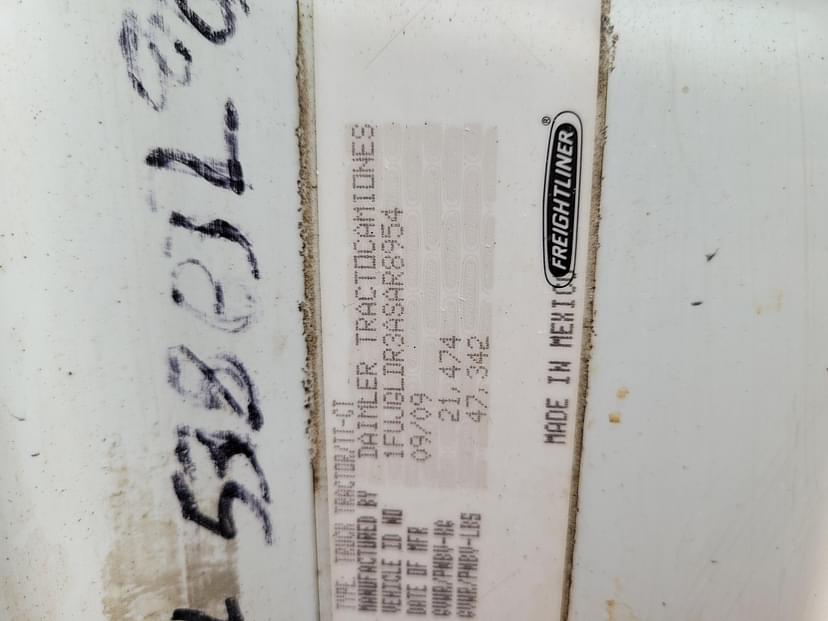 TYPE: TRUCK TRACTOR/TT-CT
MANUFACTURED BY DAIMLER TRACTOCAMIONES
VEHICLE ID NO 1FUJGLDR3ASAR8954
DATE OF MFR 09/09
GVWR/PNBV-KG 21,474
GVWR/PNBV-LBS 47,342
MADE IN MEXICO
FREIGHTLINER®